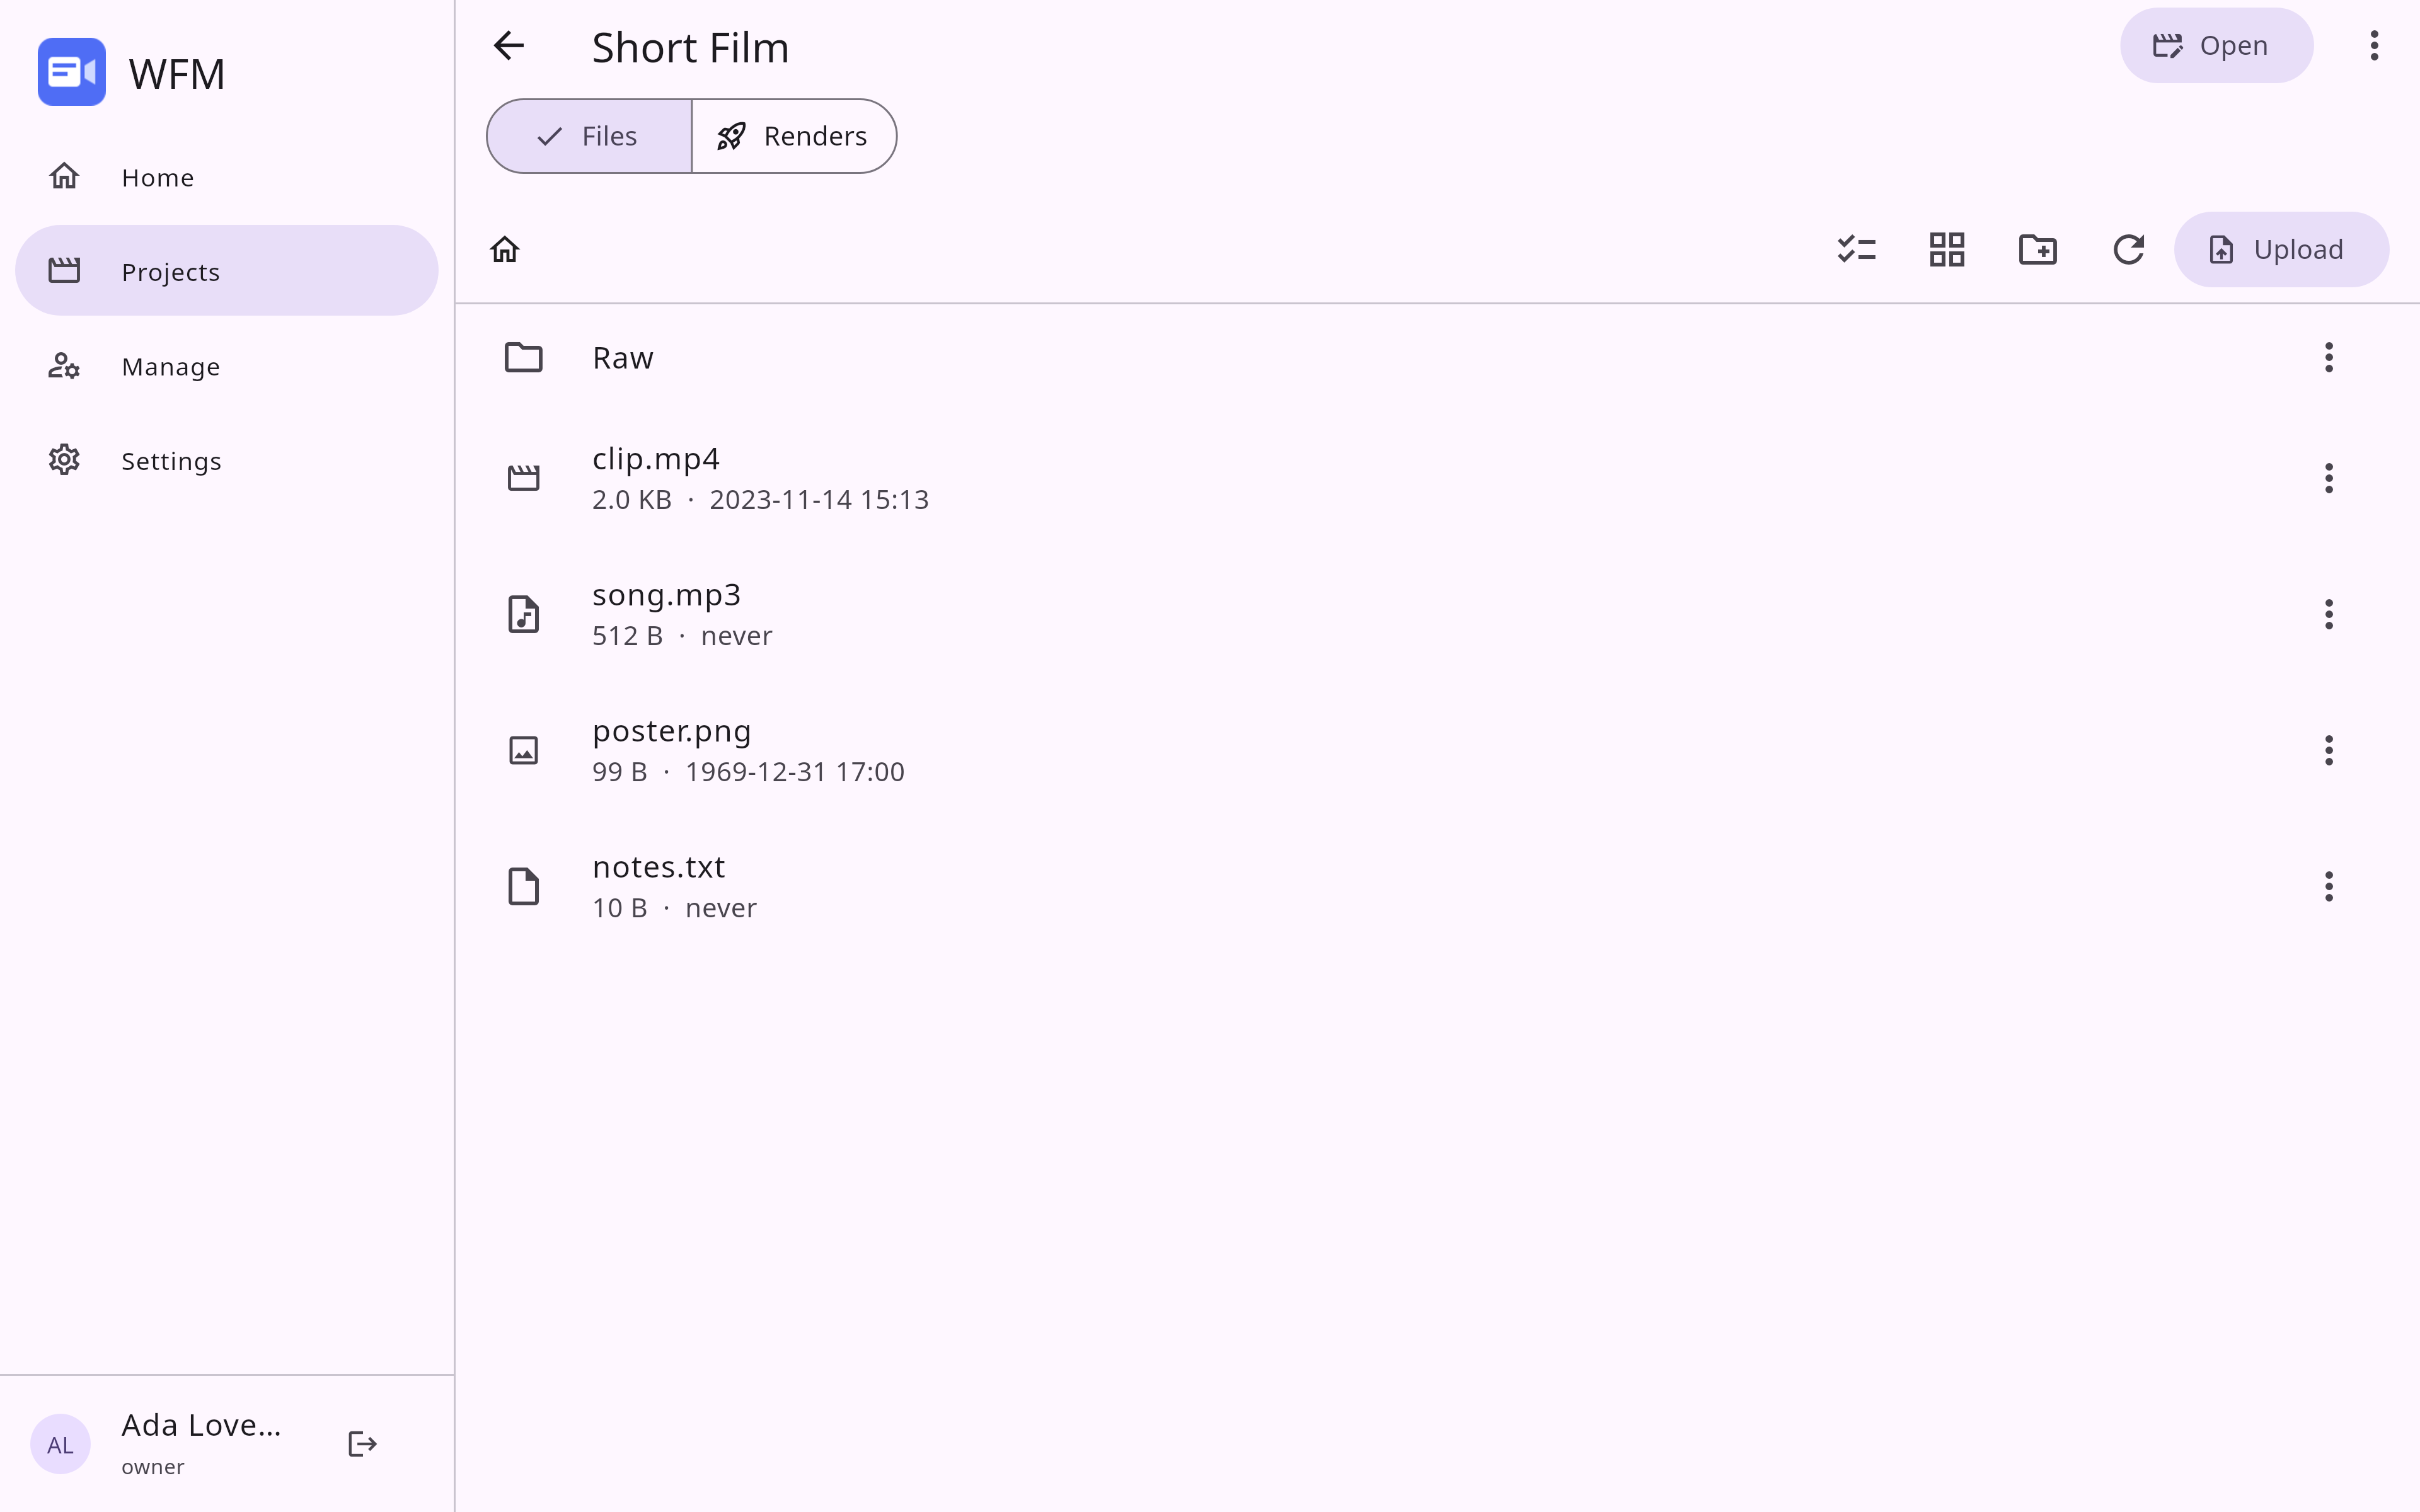 WFM
Home
Projects
Manage
Settings
Ada Love…
owner
AL
Short Film
Open
Files
Renders
Upload
Raw
clip.mp4
2.0 KB · 2023-11-14 15:13
song.mp3
512 B · never
poster.png
99 B · 1969-12-31 17:00
notes.txt
10 B · never